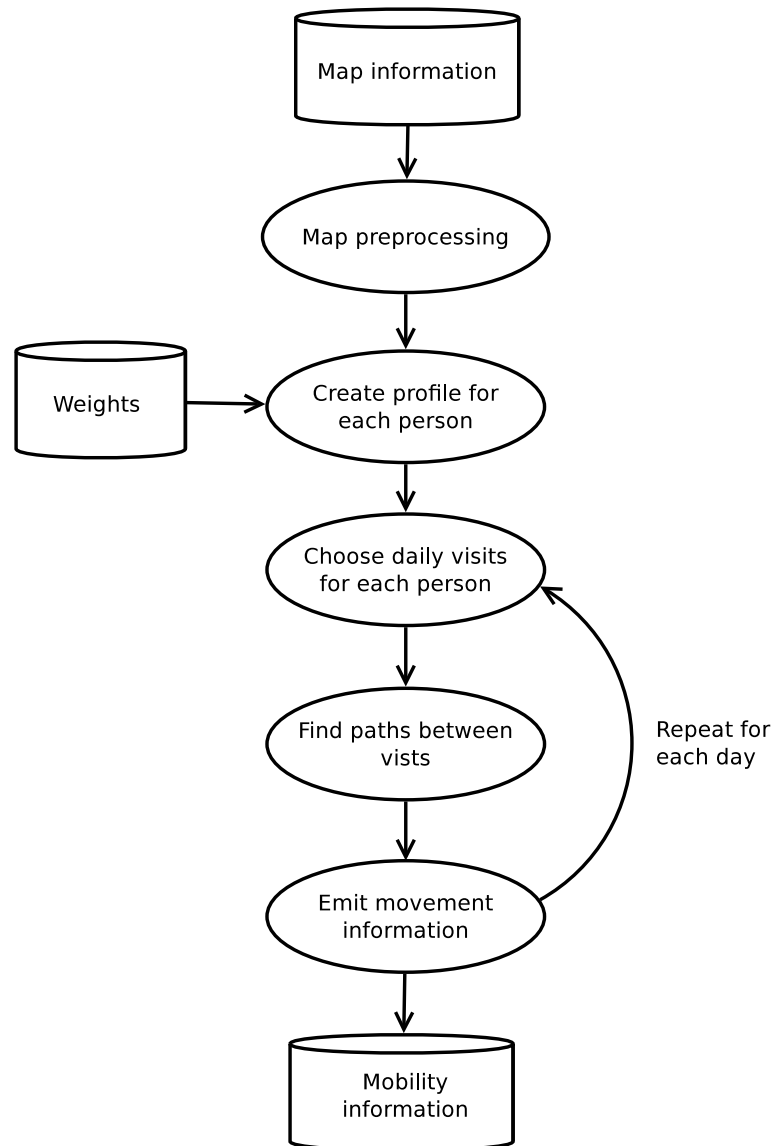 Map information
Map preprocessing
Weights
Create profile for
each person
Choose daily visits
for each person
Find paths between
vists
Repeat for
each day
Emit movement
information
Mobility
information